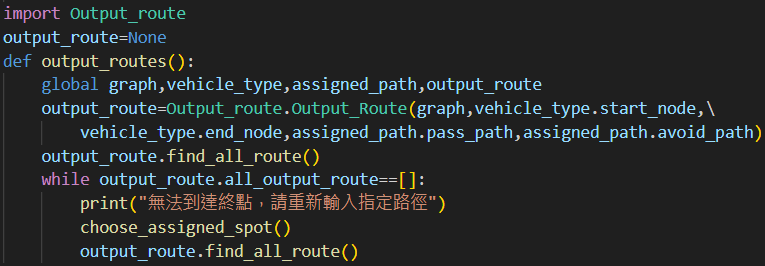 import Output_route
output_route=None
def output_routes():
    global graph,vehicle_type,assigned_path,output_route
    output_route=Output_route.Output_Route(graph,vehicle_type.start_node,\
        vehicle_type.end_node,assigned_path.pass_path,assigned_path.avoid_path)
    output_route.find_all_route()
    while output_route.all_output_route==[]:
        print("無法到達終點，請重新輸入指定路徑")
        choose_assigned_spot()
        output_route.find_all_route()